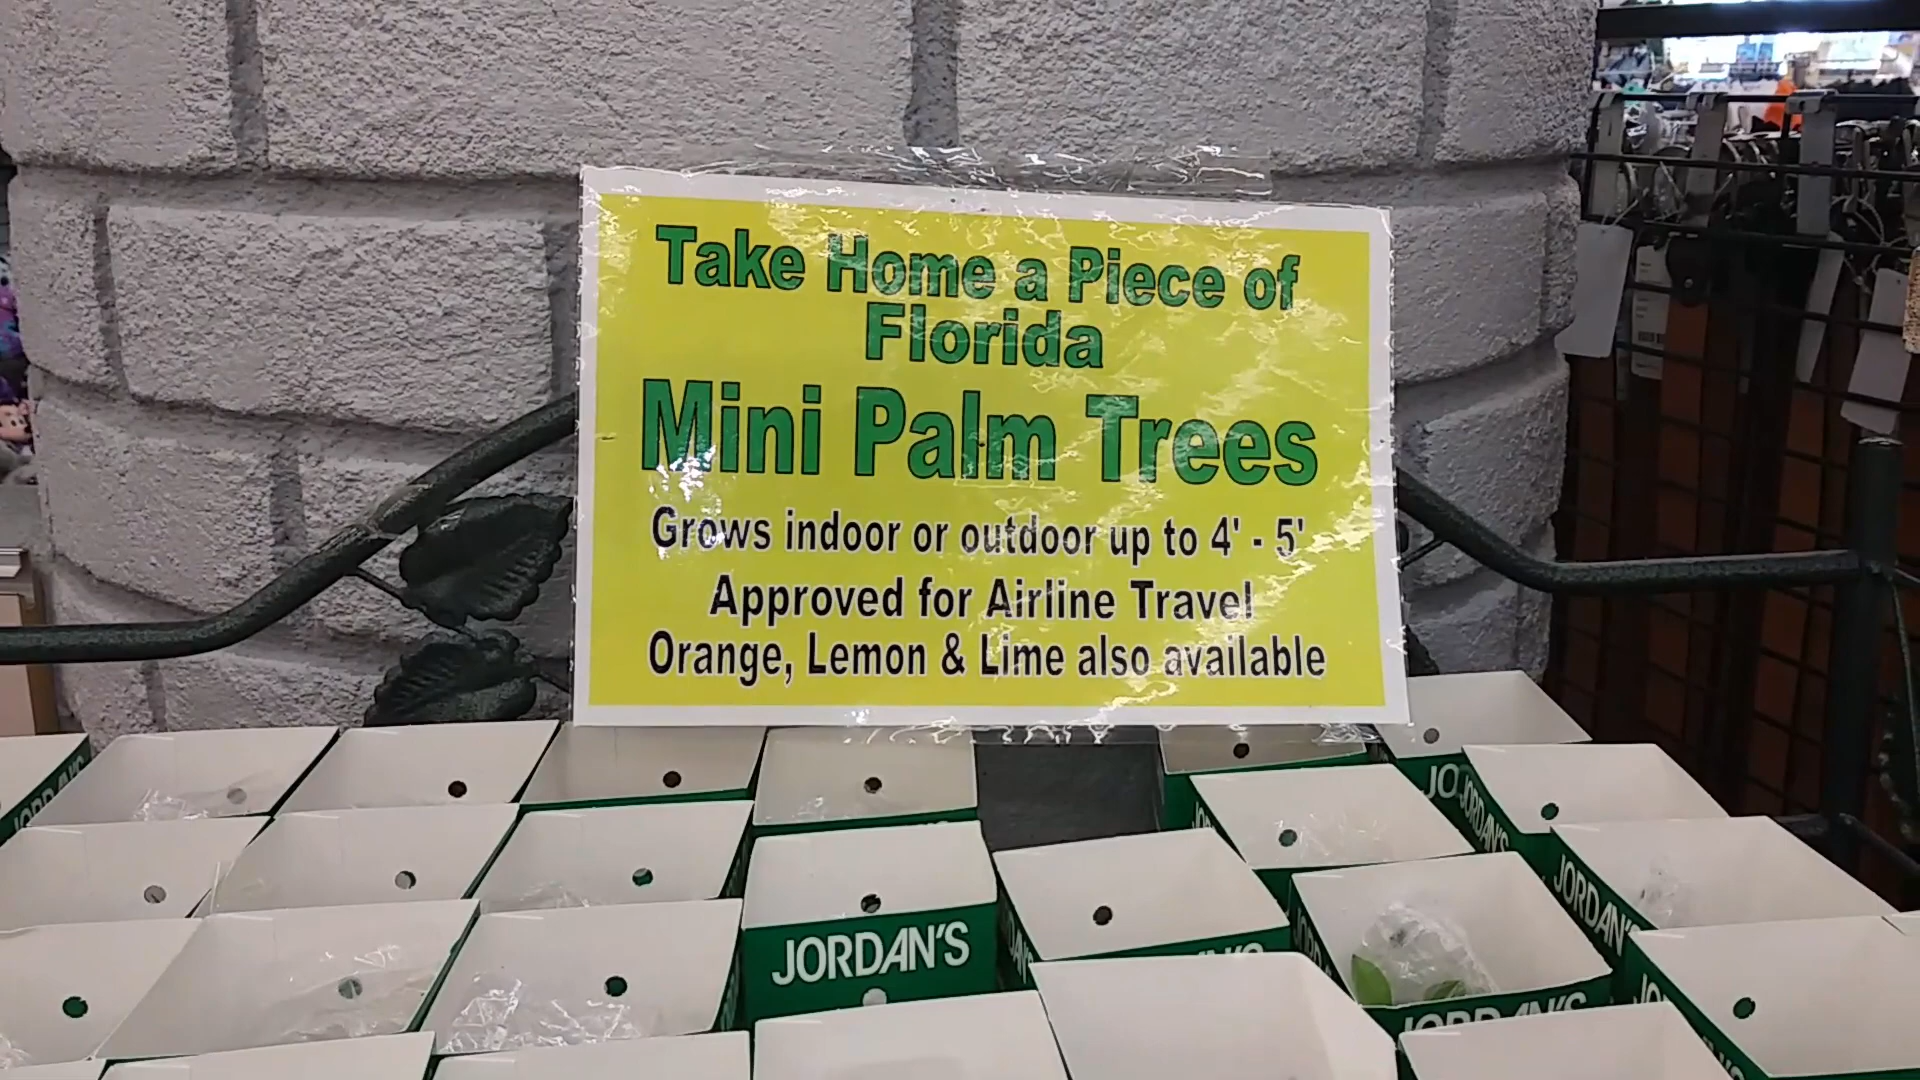 Take Home a Piece of
Florida
Mini Palm Trees
Grows indoor or outdoor up to 4' - 5'
Approved for Airline Travel
Orange, Lemon & Lime also available
JORDAN'S
JORDAN'S
JORDAN'S
JORDAN'S